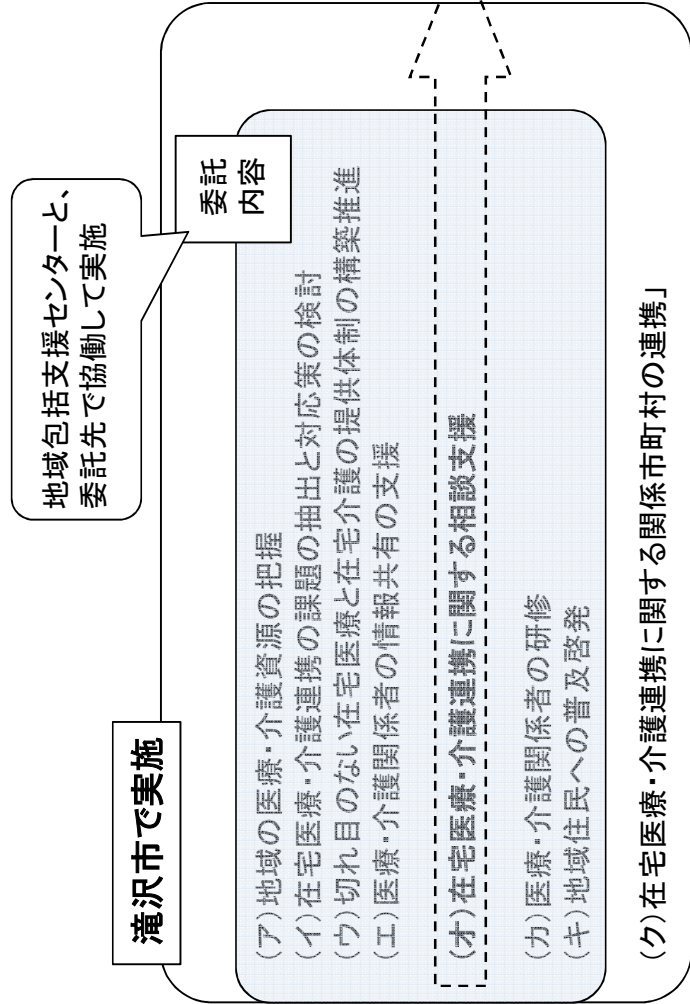 地域包括支援センターと、
委託先で協働して実施
滝沢市で実施
委託
内容
(ア)地域の医療・介護資源の把握
(イ)在宅医療・介護連携の課題の抽出と対応策の検討
(ウ)切れ目のない在宅医療と在宅介護の提供体制の構築推進
(エ)医療・介護関係者の情報共有の支援
(オ)在宅医療・介護連携に関する相談支援
(カ)医療・介護関係者の研修
(キ)地域住民への普及啓発
(ク)在宅医療・介護連携に関する関係市町村の連携」